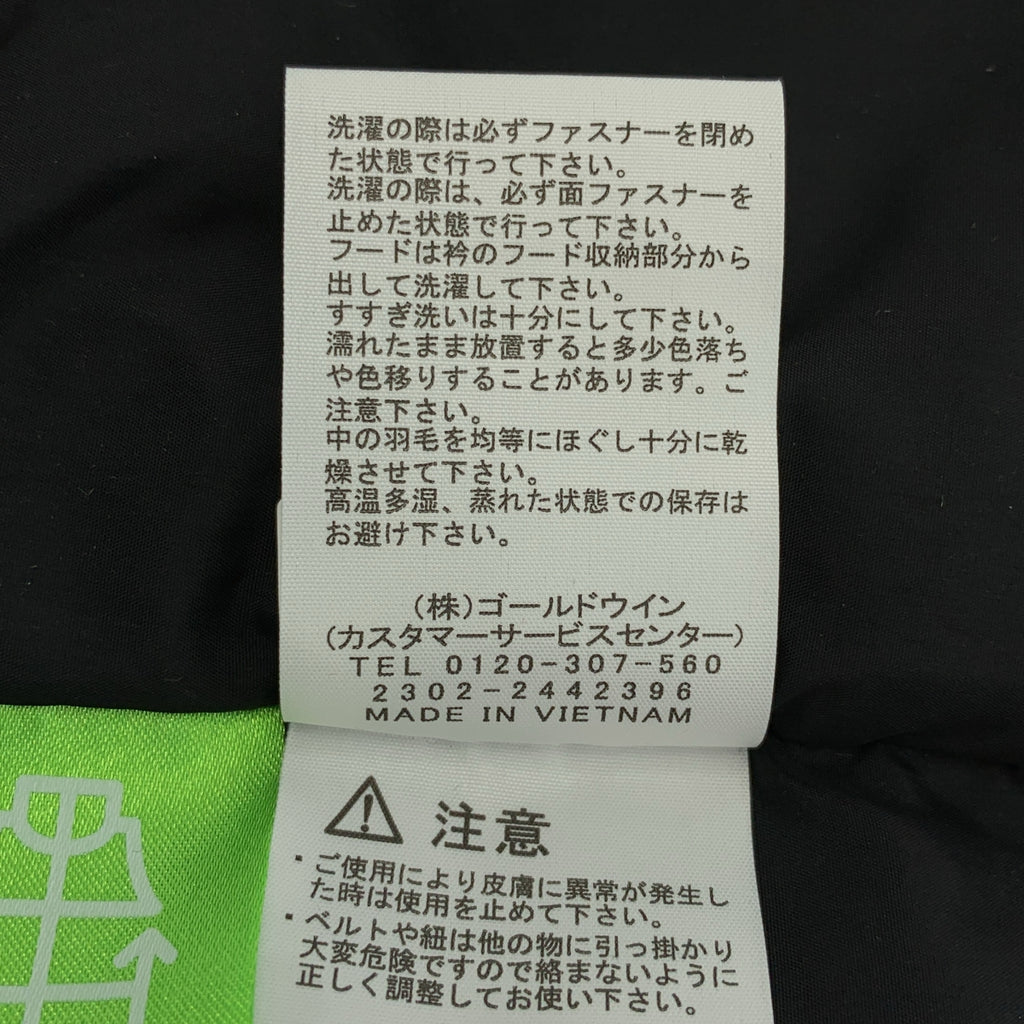 洗濯の際は必ずファスナーを閉め
た状態で行って下さい。
洗濯の際は、必ず面ファスナーを
止めた状態で行って下さい。
フードは衿のフード収納部分から
出して洗濯して下さい。
すすぎ洗いは十分にして下さい。
濡れたまま放置すると多少色落ち
や色移りすることがあります。ご
注意下さい。
中の羽毛を均等にほぐし十分に乾
燥させて下さい。
高温多湿、蒸れた状態での保存は
お避け下さい。
(株)ゴールドウイン
(カスタマーサービスセンター)
TEL 0120-307-560
2302-2442396
MADE IN VIETNAM
注意
・ご使用により皮膚に異常が発生し
た時は使用を止めて下さい。
・ベルトや紐は他の物に引っ掛かり
大変危険ですので絡まないように
正しく調整してお使い下さい。